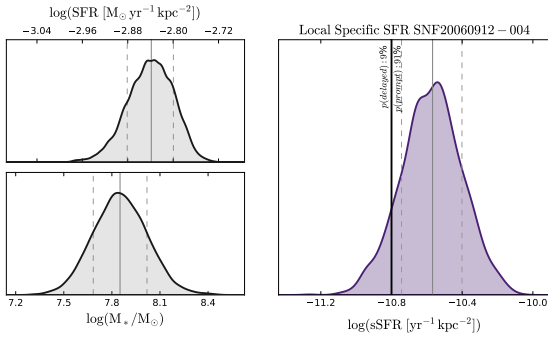 log(SFR [M⊙ yr⁻¹ kpc⁻²])
−3.04 −2.96 −2.88 −2.80 −2.72
7.2 7.5 7.8 8.1 8.4
log(M∗/M⊙)
Local Specific SFR SNF20060912 − 004
p(delayed) : 9%
p(prompt) : 91%
−11.2 −10.8 −10.4 −10.0
log(sSFR [yr⁻¹ kpc⁻²])